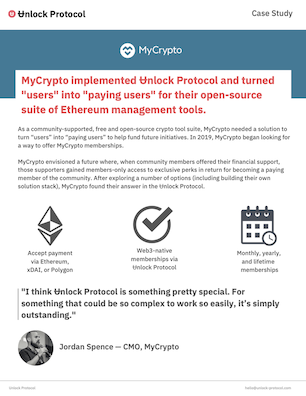 Unlock Protocol
Case Study
MyCrypto
MyCrypto implemented Unlock Protocol and turned
"users" into "paying users" for their open-source
suite of Ethereum management tools.
As a community-supported, free and open-source crypto tool suite, MyCrypto needed a solution to
turn "users" into "paying users" to help fund future initiatives. In 2019, MyCrypto began looking for
a way to offer MyCrypto memberships.
MyCrypto envisioned a future where, when community members offered their financial support,
those supporters gained members-only access to exclusive perks in return for becoming a paying
member of the community. After exploring a number of options (including building their own
solution stack), MyCrypto found their answer in the Unlock Protocol.
Accept payment
via Ethereum,
xDAI, or Polygon
Web3-native
memberships via
Unlock Protocol
Monthly, yearly,
and lifetime
memberships
"I think Unlock Protocol is something pretty special. For
something that could be so complex to work so easily, it's simply
outstanding."
Jordan Spence — CMO, MyCrypto
Unlock Protocol
hello@unlock-protocol.com